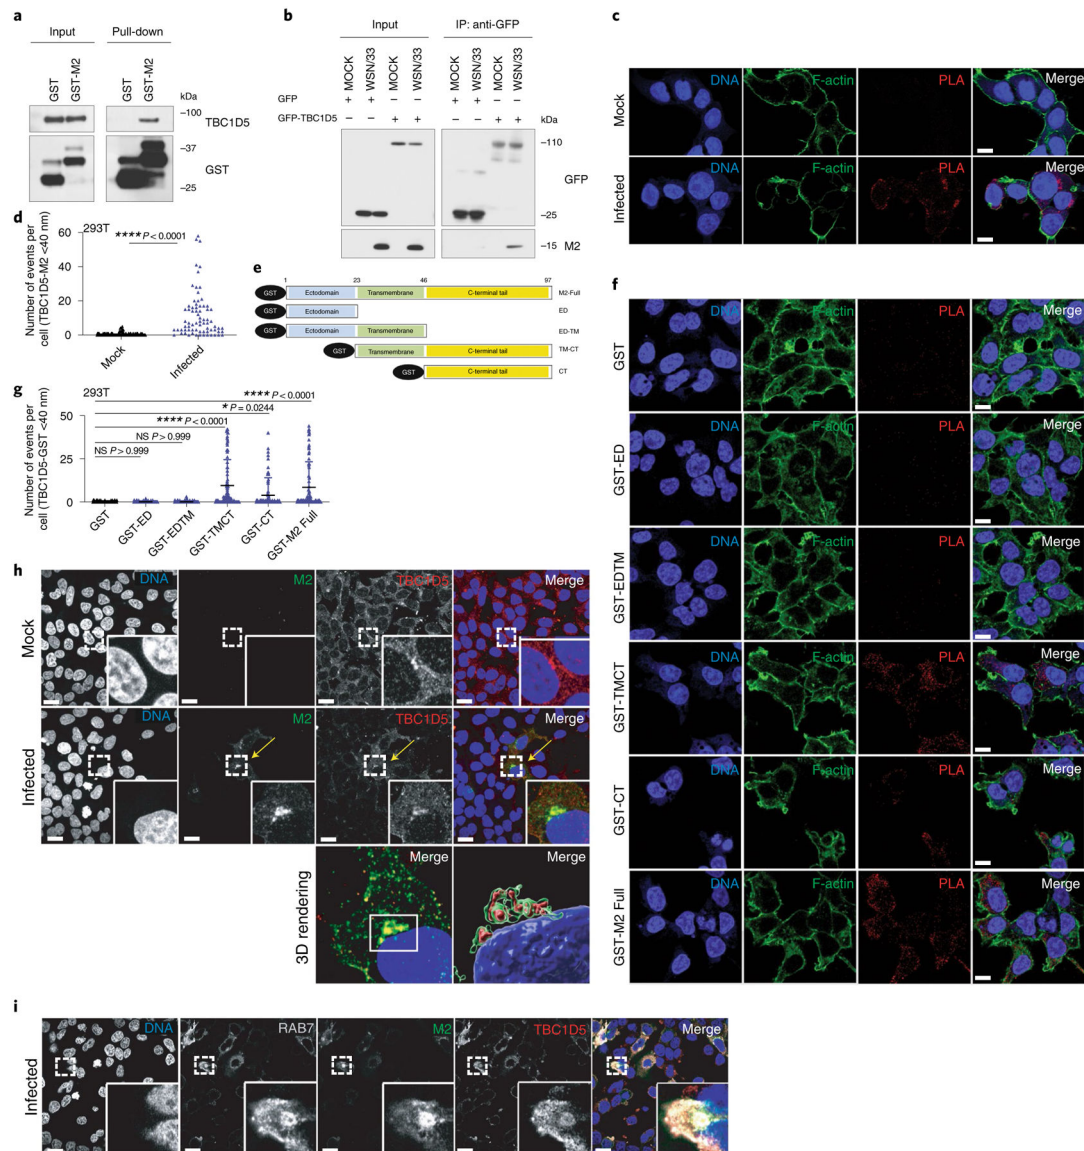 a
Input
Pull-down
GST
GST-M2
GST
GST-M2
kDa
–100
TBC1D5
–37
GST
–25
b
Input
IP: anti-GFP
MOCK
WSN/33
MOCK
WSN/33
MOCK
WSN/33
MOCK
WSN/33
GFP + + – – + + – –
GFP-TBC1D5 – – + + – – + + kDa
–110
GFP
–25
–15 M2
c
DNA F-actin PLA Merge
Mock
DNA F-actin PLA Merge
Infected
d
293T
**** P < 0.0001
Number of events per
cell (TBC1D5-M2 <40 nm)
60
40
20
0
Mock
Infected
e
1 23 46 97
GST Ectodomain Transmembrane C-terminal tail M2-Full
GST Ectodomain ED
GST Ectodomain Transmembrane ED-TM
GST Transmembrane C-terminal tail TM-CT
GST C-terminal tail CT
f
DNA F-actin PLA Merge
GST
DNA F-actin PLA Merge
GST-ED
DNA F-actin PLA Merge
GST-EDTM
DNA F-actin PLA Merge
GST-TMCT
DNA F-actin PLA Merge
GST-CT
DNA F-actin PLA Merge
GST-M2 Full
g
293T
**** P < 0.0001
* P = 0.0244
**** P < 0.0001
NS P > 0.999
NS P > 0.999
Number of events per
cell (TBC1D5-GST <40 nm)
50
25
0
GST
GST-ED
GST-EDTM
GST-TMCT
GST-CT
GST-M2 Full
h
DNA M2 TBC1D5 Merge
Mock
DNA M2 TBC1D5 Merge
Infected
Merge Merge
3D rendering
i
DNA RAB7 M2 TBC1D5 Merge
Infected